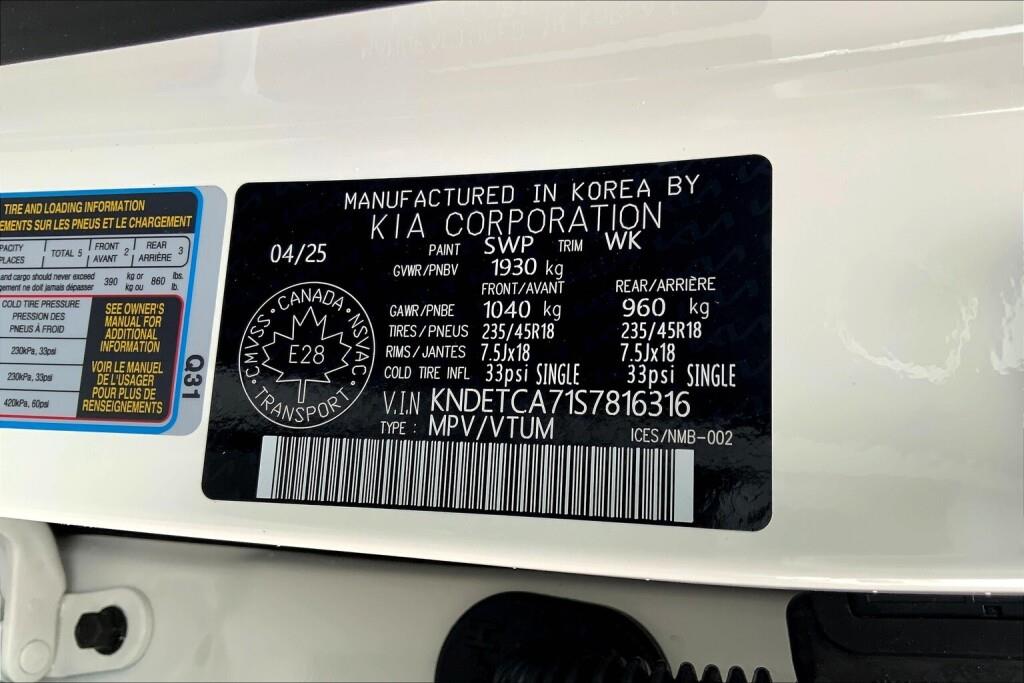 TIRE AND LOADING INFORMATION
EMENTS SUR LES PNEUS ET LE CHARGEMENT
PACITY TOTAL 5 FRONT 2 REAR 3
PLACES AVANT ARRIÈRE
and cargo should never exceed 390 kg or 860 lbs.
gement ne doit jamais dépasser kg ou lb.
COLD TIRE PRESSURE
PRESSION DES
PNEUS À FROID
230kPa, 33psi
230kPa, 33psi
420kPa, 60psi
SEE OWNER'S
MANUAL FOR
ADDITIONAL
INFORMATION
VOIR LE MANUEL
DE L'USAGER
POUR PLUS DE
RENSEIGNEMENTS
Q31
MANUFACTURED IN KOREA BY
KIA CORPORATION
04/25 PAINT SWP TRIM WK
GVWR/PNBV 1930 kg
FRONT/AVANT REAR/ARRIÈRE
GAWR/PNBE 1040 kg 960 kg
TIRES/PNEUS 235/45R18 235/45R18
RIMS/JANTES 7.5Jx18 7.5Jx18
COLD TIRE INFL 33psi SINGLE 33psi SINGLE
V.I.N KNDETCA71S7816316
TYPE : MPV/VTUM ICES/NMB-002
CANADA
CMVSS NSVAC
E28
TRANSPORT